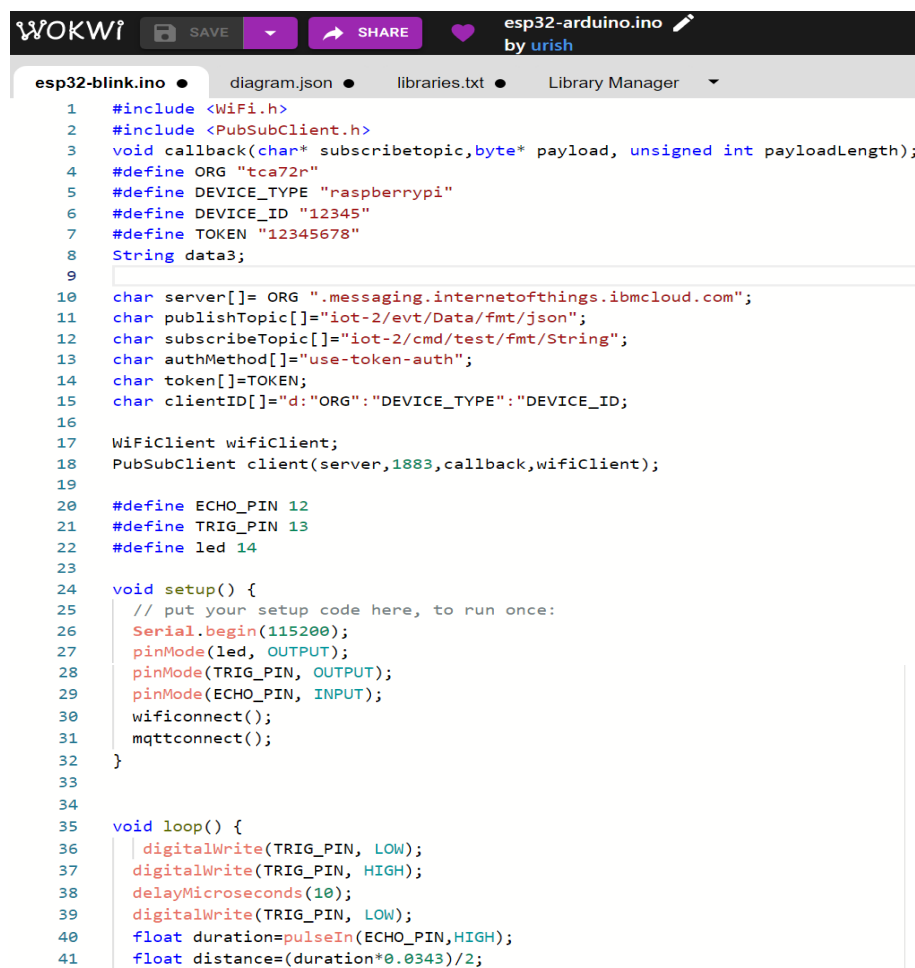 WOKWi SAVE SHARE esp32-arduino.ino
by urish
esp32-blink.ino ● diagram.json ● libraries.txt ● Library Manager
1 #include <WiFi.h>
2 #include <PubSubClient.h>
3 void callback(char* subscribetopic,byte* payload, unsigned int payloadLength);
4 #define ORG "tca72r"
5 #define DEVICE_TYPE "raspberrypi"
6 #define DEVICE_ID "12345"
7 #define TOKEN "12345678"
8 String data3;
9
10 char server[]= ORG ".messaging.internetofthings.ibmcloud.com";
11 char publishTopic[]="iot-2/evt/Data/fmt/json";
12 char subscribeTopic[]="iot-2/cmd/test/fmt/String";
13 char authMethod[]="use-token-auth";
14 char token[]=TOKEN;
15 char clientID[]="d:"ORG":"DEVICE_TYPE":"DEVICE_ID;
16
17 WiFiClient wifiClient;
18 PubSubClient client(server,1883,callback,wifiClient);
19
20 #define ECHO_PIN 12
21 #define TRIG_PIN 13
22 #define led 14
23
24 void setup() {
25 // put your setup code here, to run once:
26 Serial.begin(115200);
27 pinMode(led, OUTPUT);
28 pinMode(TRIG_PIN, OUTPUT);
29 pinMode(ECHO_PIN, INPUT);
30 wificonnect();
31 mqttconnect();
32 }
33
34
35 void loop() {
36 digitalWrite(TRIG_PIN, LOW);
37 digitalWrite(TRIG_PIN, HIGH);
38 delayMicroseconds(10);
39 digitalWrite(TRIG_PIN, LOW);
40 float duration=pulseIn(ECHO_PIN,HIGH);
41 float distance=(duration*0.0343)/2;